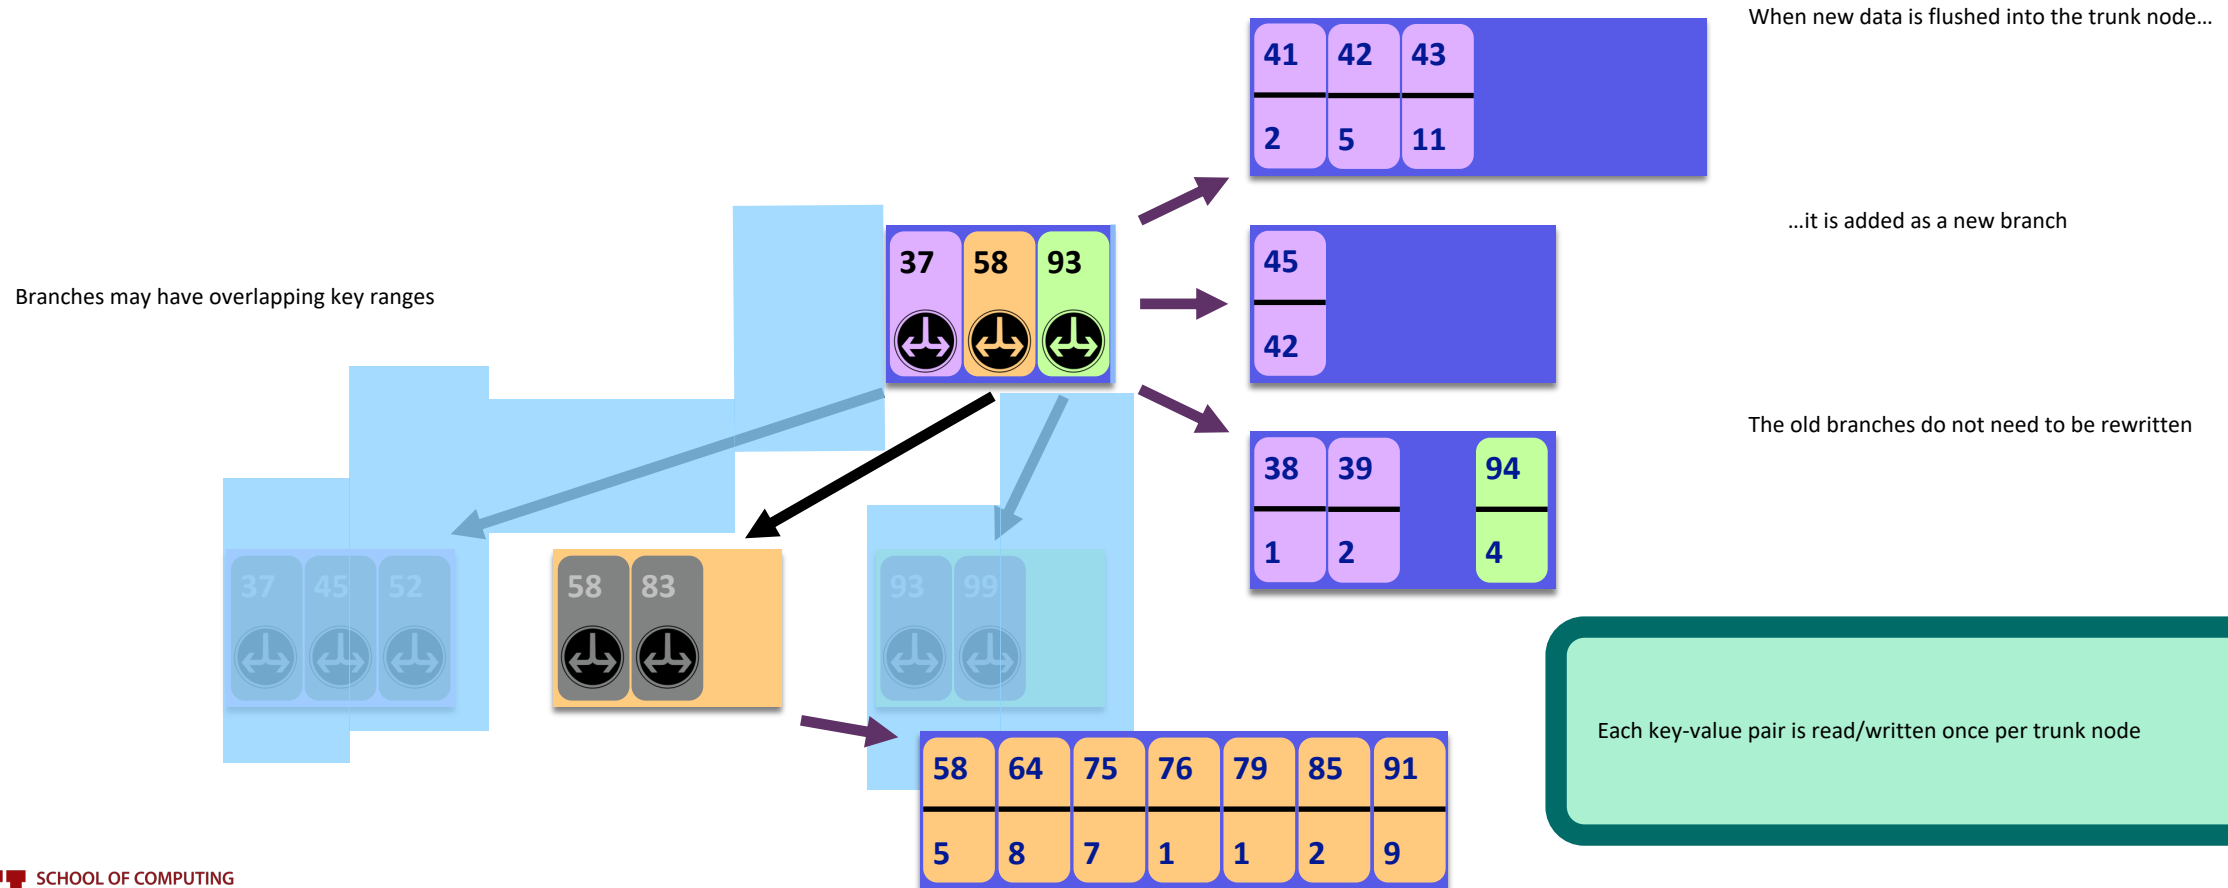 When new data is flushed into the trunk node...
41 42 43
2 5 11
...it is added as a new branch
37 58 93
45
42
Branches may have overlapping key ranges
The old branches do not need to be rewritten
38 39 94
1 2 4
37 45 52
58 83
93 99
Each key-value pair is read/written once per trunk node
58 64 75 76 79 85 91
5 8 7 1 1 2 9
SCHOOL OF COMPUTING